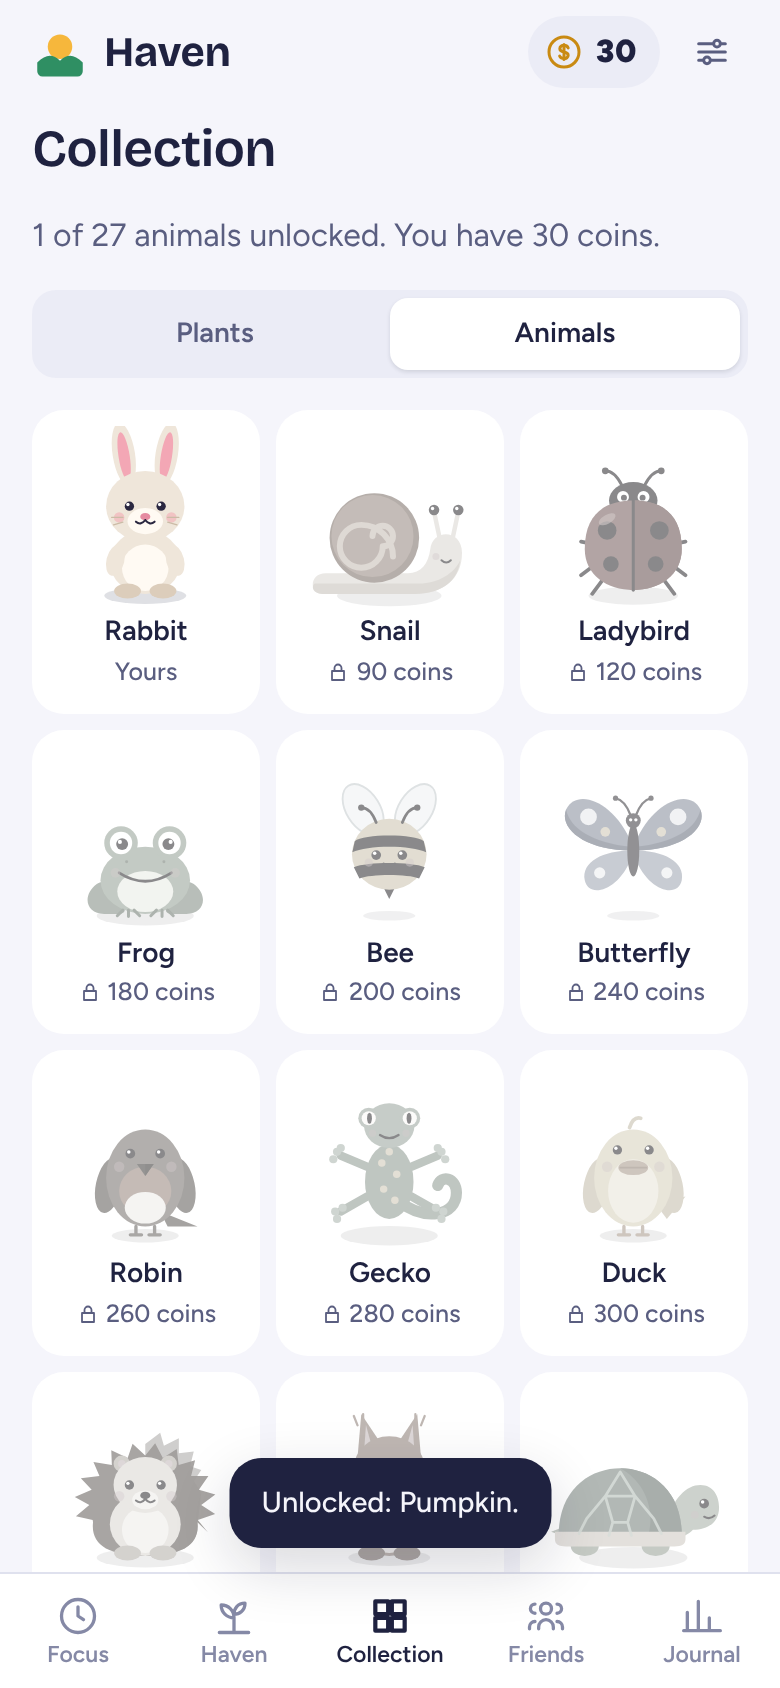 Haven
30
Collection
1 of 27 animals unlocked. You have 30 coins.
Plants
Animals
Rabbit
Yours
Snail
90 coins
Ladybird
120 coins
Frog
180 coins
Bee
200 coins
Butterfly
240 coins
Robin
260 coins
Gecko
280 coins
Duck
300 coins
Unlocked: Pumpkin.
Focus
Haven
Collection
Friends
Journal